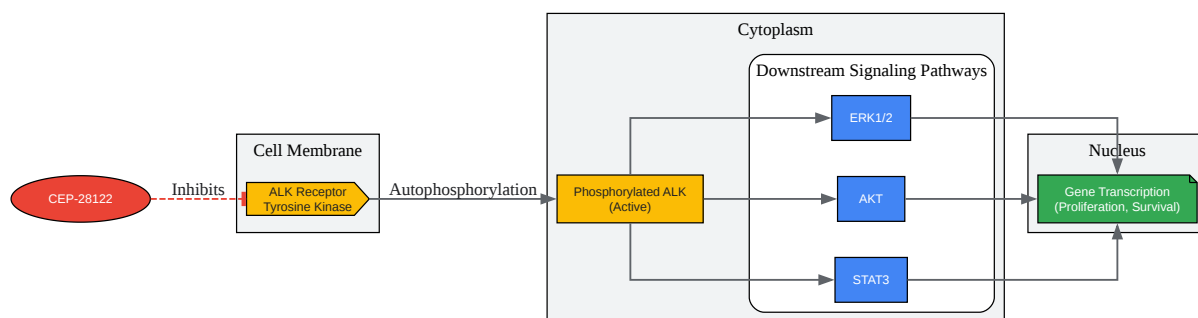 Cytoplasm
Downstream Signaling Pathways
ERK1/2
Cell Membrane
Nucleus
CEP-28122
Inhibits
ALK Receptor
Tyrosine Kinase
Autophosphorylation
Phosphorylated ALK
(Active)
AKT
Gene Transcription
(Proliferation, Survival)
STAT3